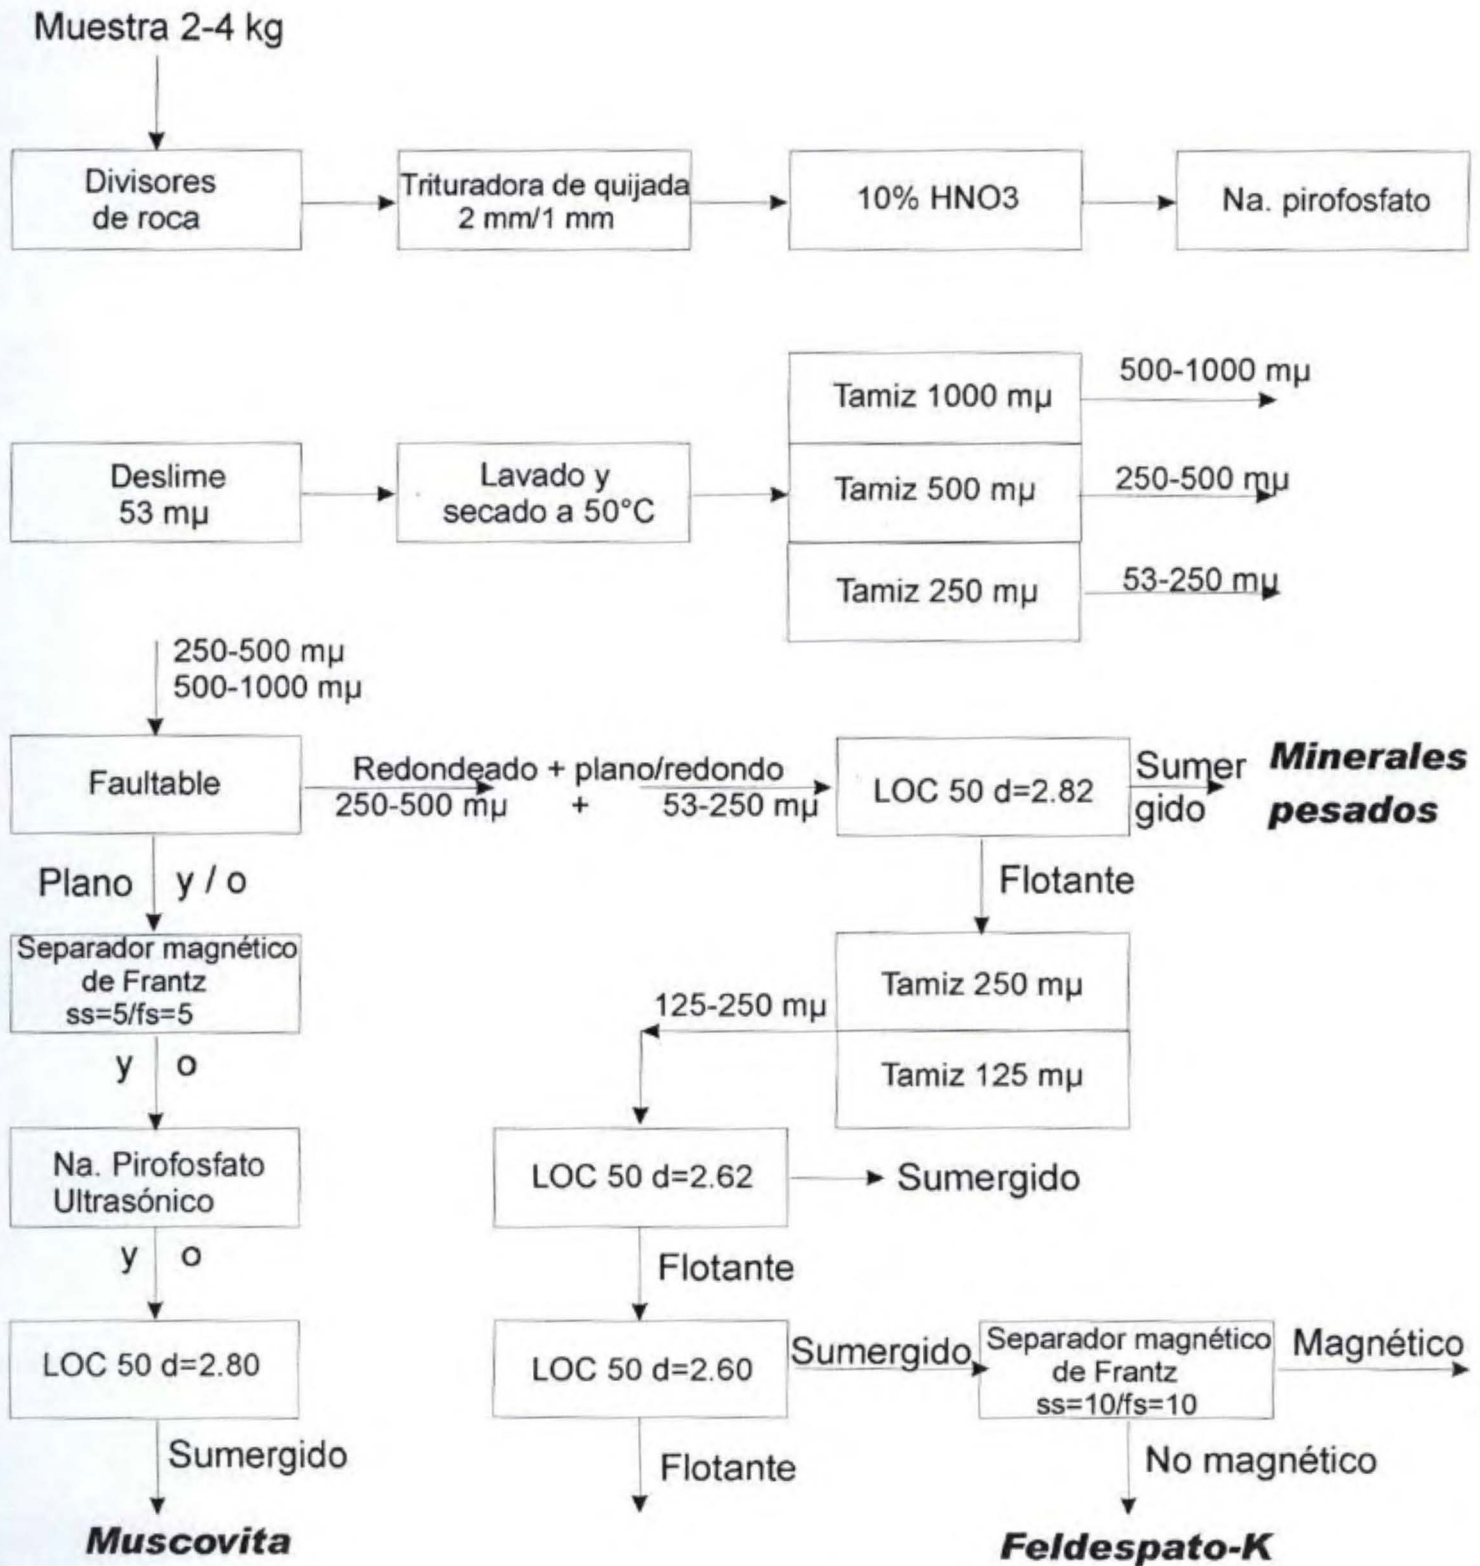 Muestra 2-4 kg
Divisores
de roca
Trituradora de quijada
2 mm/1 mm
10% HNO3
Na. pirofosfato
Deslime
53 mµ
Lavado y
secado a 50°C
Tamiz 1000 mµ
500-1000 mµ
Tamiz 500 mµ
250-500 mµ
Tamiz 250 mµ
53-250 mµ
250-500 mµ
500-1000 mµ
Faultable
Redondeado + plano/redondo
250-500 mµ + 53-250 mµ
LOC 50 d=2.82
Sumer
gido
Minerales
pesados
Plano y / o
Flotante
Separador magnético
de Frantz
ss=5/fs=5
Tamiz 250 mµ
125-250 mµ
Tamiz 125 mµ
y o
Na. Pirofosfato
Ultrasónico
LOC 50 d=2.62
Sumergido
y o
Flotante
LOC 50 d=2.80
LOC 50 d=2.60
Sumergido
Separador magnético
de Frantz
ss=10/fs=10
Magnético
Sumergido
Flotante
No magnético
Muscovita
Feldespato-K